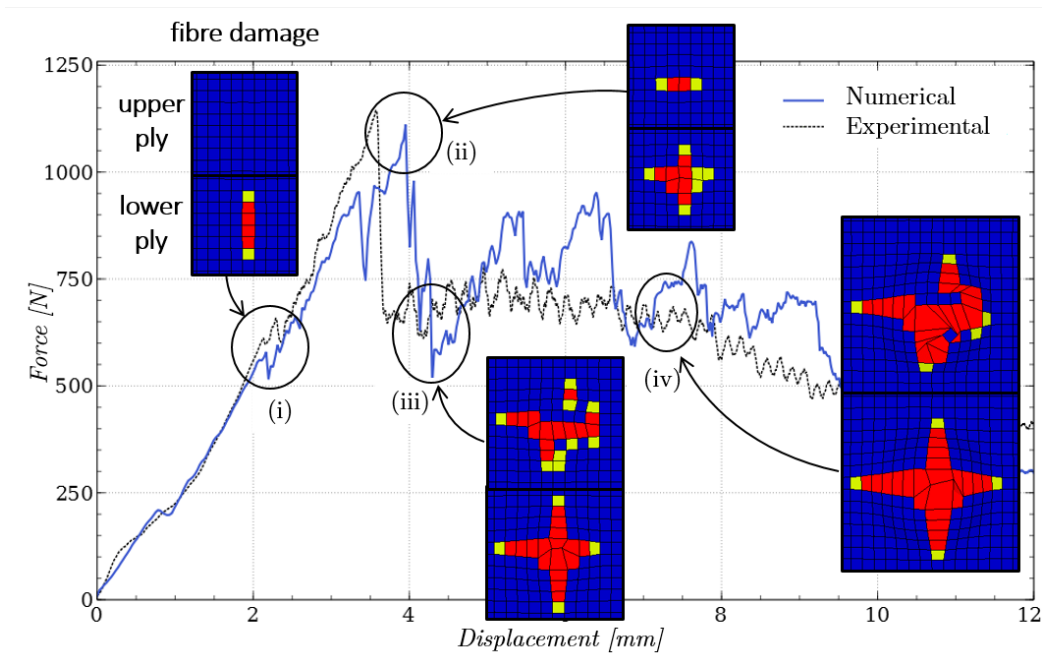 fibre damage
upper
ply
lower
ply
Numerical
Experimental
(i)
(ii)
(iii)
(iv)
Force [N]
1250
1000
750
500
250
0
0 2 4 6 8 10 12
Displacement [mm]